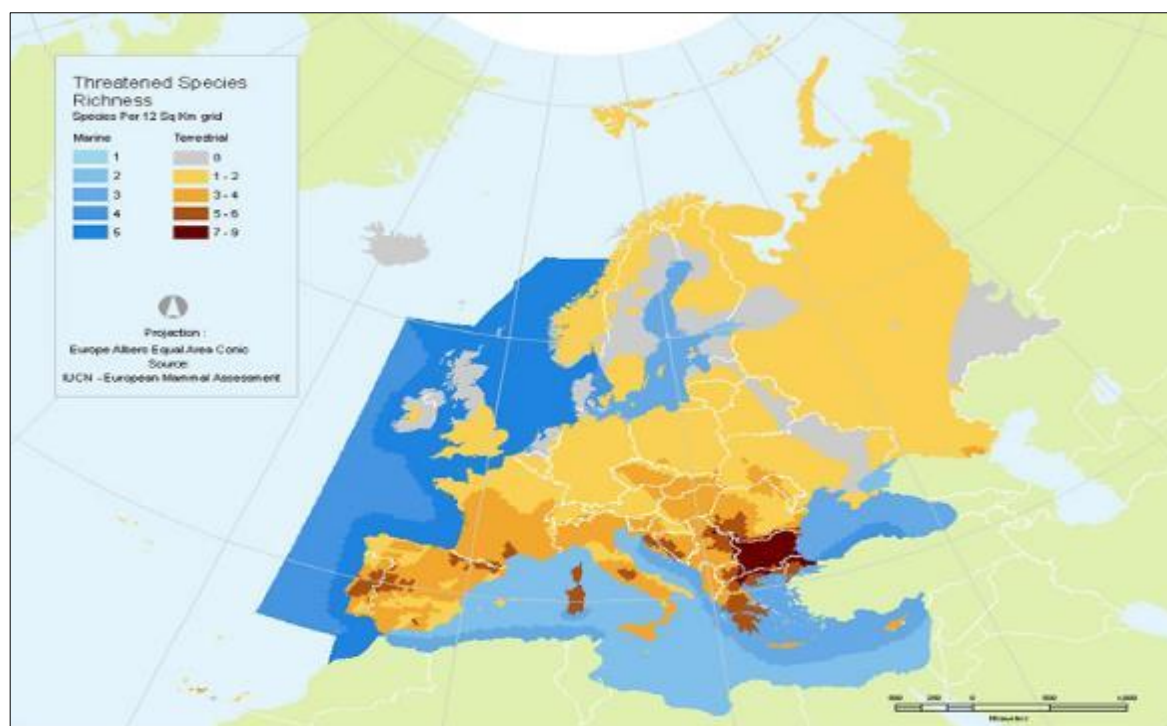 Threatened Species
Richness
Species Per 12 Sq Km grid
Marine Terrestrial
1 0
2 1 - 2
3 3 - 4
4 5 - 6
5 7 - 9
Projection :
Europe Albers Equal Area Conic
Source:
IUCN - European Mammal Assessment